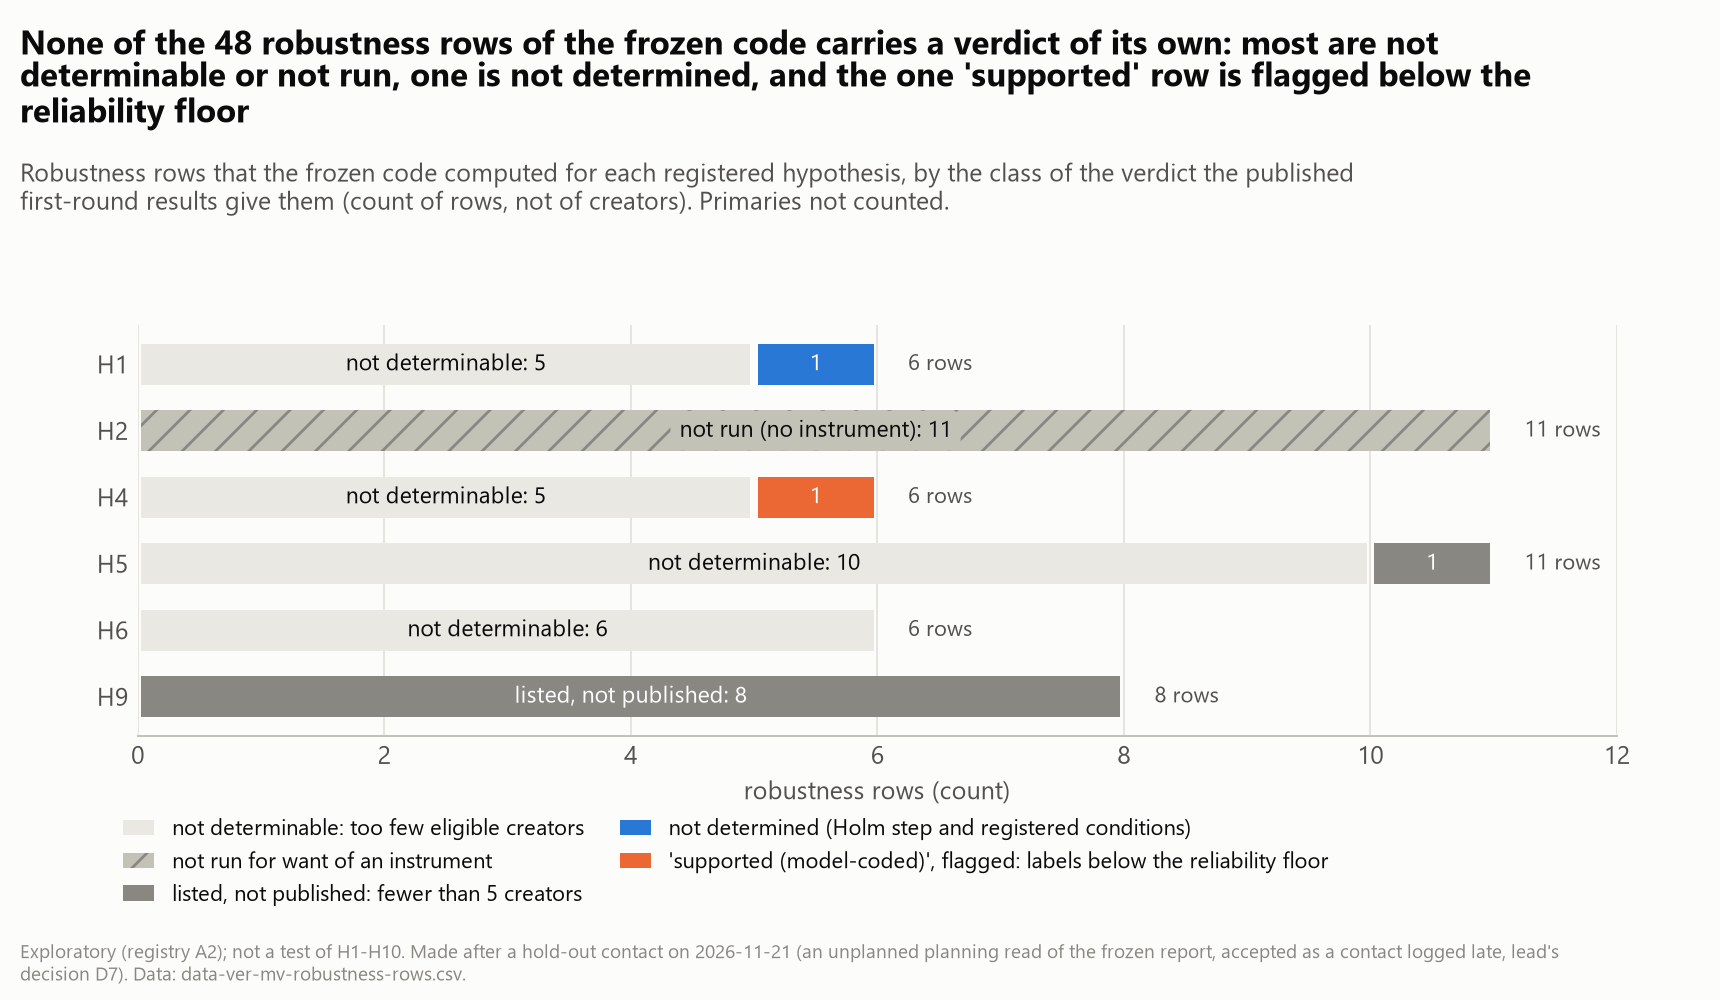 None of the 48 robustness rows of the frozen code carries a verdict of its own: most are not
determinable or not run, one is not determined, and the one 'supported' row is flagged below the
reliability floor
Robustness rows that the frozen code computed for each registered hypothesis, by the class of the verdict the published
first-round results give them (count of rows, not of creators). Primaries not counted.
H1 not determinable: 5 1 6 rows
H2 not run (no instrument): 11 11 rows
H4 not determinable: 5 1 6 rows
H5 not determinable: 10 1 11 rows
H6 not determinable: 6 6 rows
H9 listed, not published: 8 8 rows
0 2 4 6 8 10 12
robustness rows (count)
not determinable: too few eligible creators
not run for want of an instrument
listed, not published: fewer than 5 creators
not determined (Holm step and registered conditions)
'supported (model-coded)', flagged: labels below the reliability floor
Exploratory (registry A2); not a test of H1-H10. Made after a hold-out contact on 2026-11-21 (an unplanned planning read of the frozen report, accepted as a contact logged late, lead's
decision D7). Data: data-ver-mv-robustness-rows.csv.